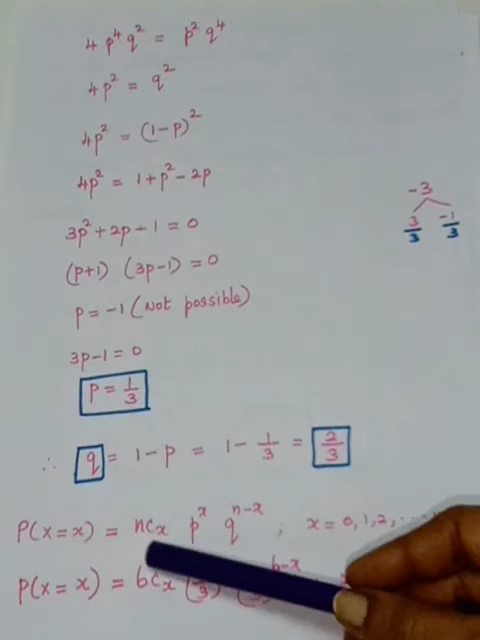 4p⁴q² = p²q⁴
4p² = q²
4p² = (1-p)²
4p² = 1+p²-2p
-3
3/3 -1/3
3p²+2p-1=0
(p+1) (3p-1)=0
p=-1 (Not possible)
3p-1=0
p = 1/3
∴ q = 1-p = 1- 1/3 = 2/3
P(x=x) = ncx pˣ qⁿ⁻ˣ ; x=0,1,2,...
p(x=x) = 6cx